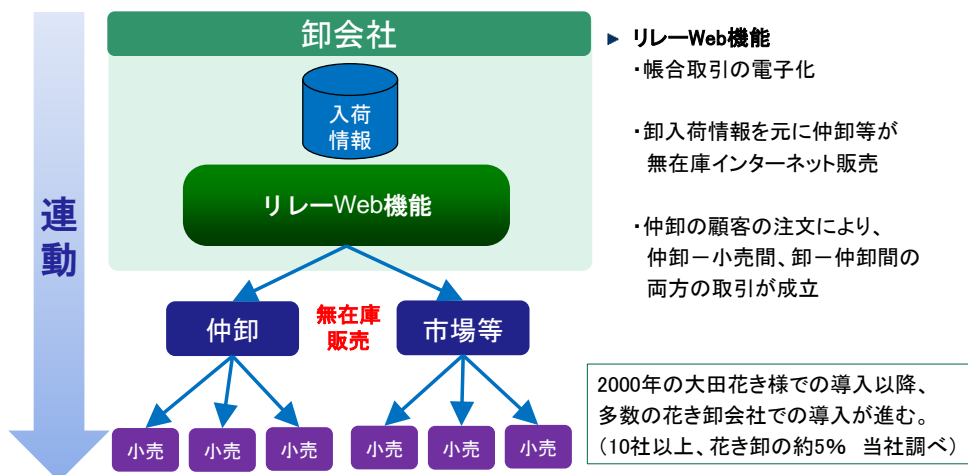 卸会社
入荷
情報
リレーWeb機能
連動
仲卸
無在庫
販売
市場等
小売
小売
小売
小売
小売
小売
► リレーWeb機能
・帳合取引の電子化
・卸入荷情報を元に仲卸等が
無在庫インターネット販売
・仲卸の顧客の注文により、
仲卸－小売間、卸－仲卸間の
両方の取引が成立
2000年の大田花き様での導入以降、
多数の花き卸会社での導入が進む。
（10社以上、花き卸の約5%　当社調べ）